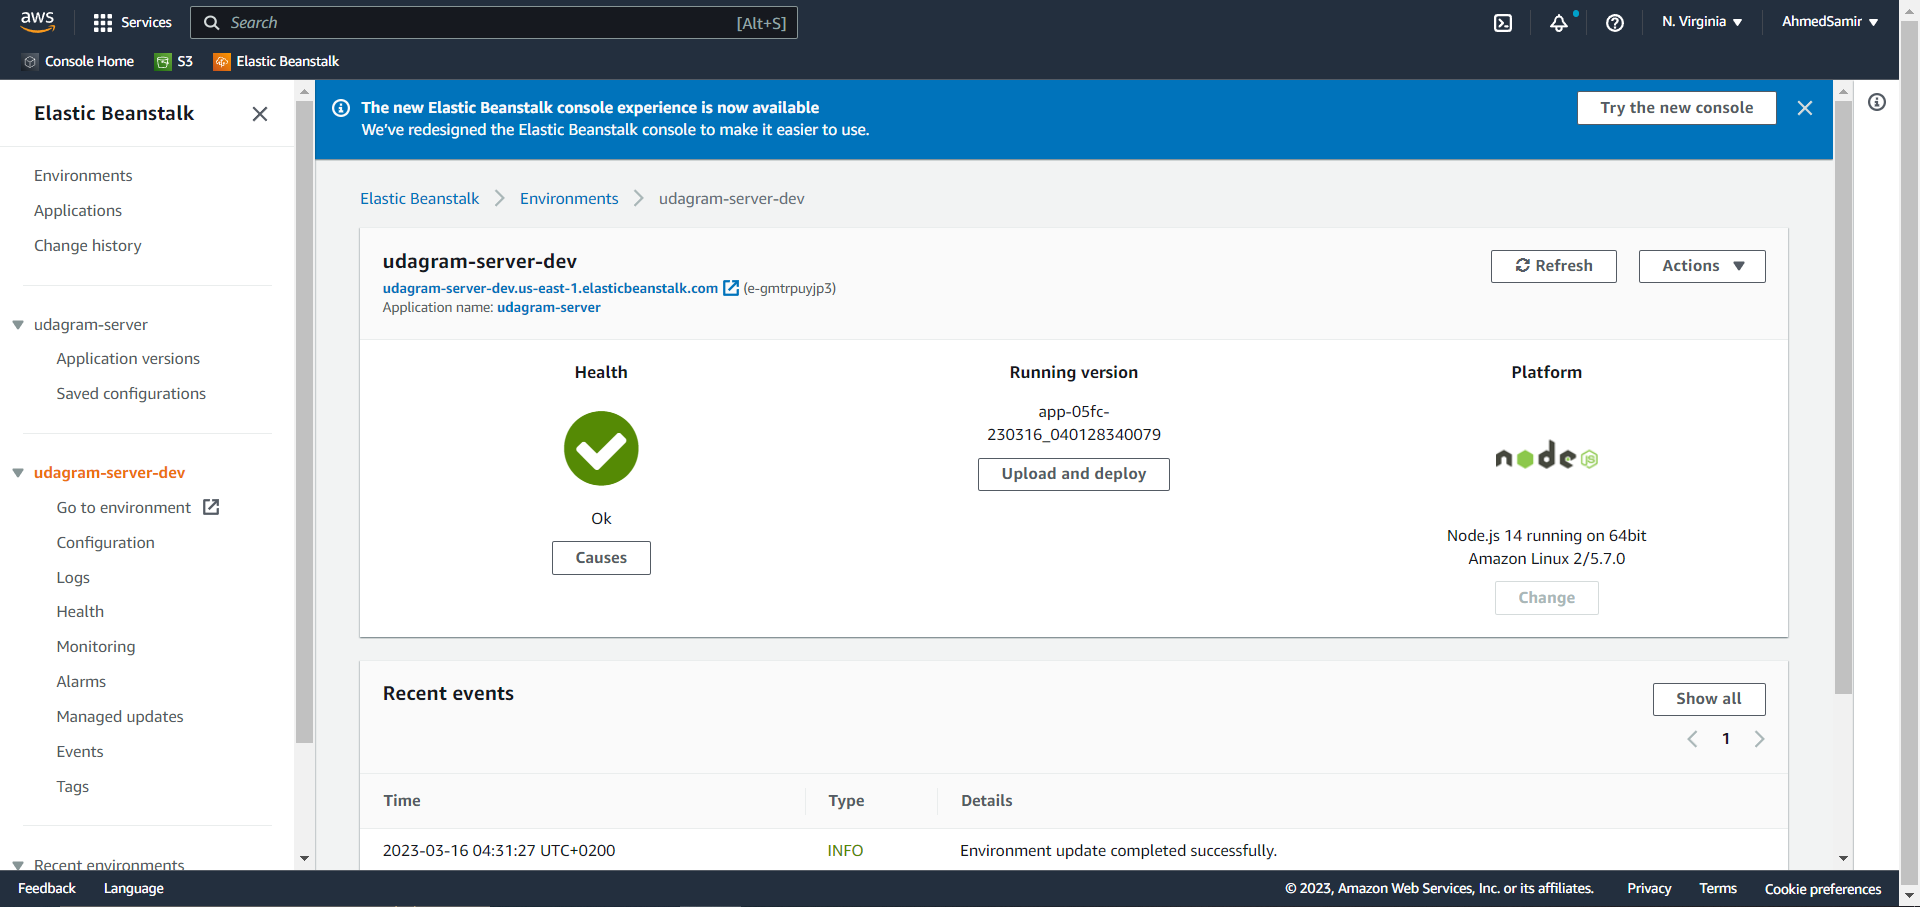 aws
Services
Search
[Alt+S]
N. Virginia
AhmedSamir
Console Home
S3
Elastic Beanstalk
Elastic Beanstalk
Environments
Applications
Change history
udagram-server
Application versions
Saved configurations
udagram-server-dev
Go to environment
Configuration
Logs
Health
Monitoring
Alarms
Managed updates
Events
Tags
Recent environments
The new Elastic Beanstalk console experience is now available
We've redesigned the Elastic Beanstalk console to make it easier to use.
Try the new console
Elastic Beanstalk
Environments
udagram-server-dev
udagram-server-dev
udagram-server-dev.us-east-1.elasticbeanstalk.com (e-gmtrpuyjp3)
Application name: udagram-server
Refresh
Actions
Health
Ok
Causes
Running version
app-05fc-
230316_040128340079
Upload and deploy
Platform
node
JS
Node.js 14 running on 64bit
Amazon Linux 2/5.7.0
Change
Recent events
Show all
1
Time
Type
Details
2023-03-16 04:31:27 UTC+0200
INFO
Environment update completed successfully.
Feedback
Language
© 2023, Amazon Web Services, Inc. or its affiliates.
Privacy
Terms
Cookie preferences